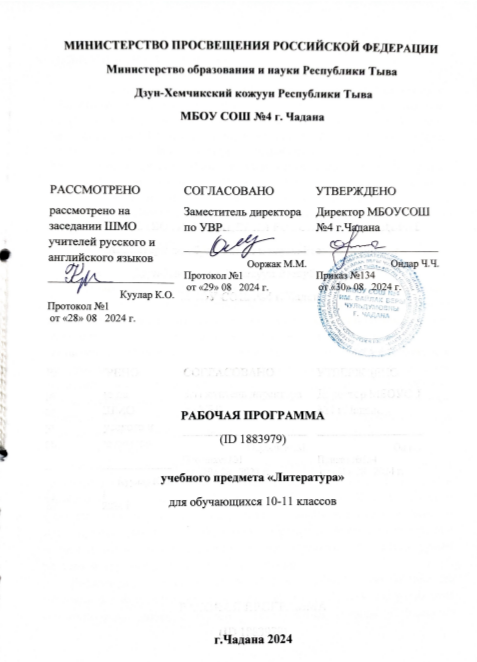 МИНИСТЕРСТВО ПРОСВЕЩЕНИЯ РОССИЙСКОЙ ФЕДЕРАЦИИ
Министерство образования и науки Республики Тыва
Дзун-Хемчикский кожуун Республики Тыва
МБОУ СОШ №4 г. Чадана
РАССМОТРЕНО
рассмотрено на
заседании ШМО
учителей русского и
английского языков
Куулар К.О.
Протокол №1
от «28» 08 2024 г.
СОГЛАСОВАНО
Заместитель директора
по УВР
Ооржак М.М.
Протокол №1
от «29» 08 2024 г.
УТВЕРЖДЕНО
Директор МБОУСОШ
№4 г.Чадана
Ондар Ч.Ч.
Приказ №134
от «30» 08 2024 г.
Г. ЧАДАНА
РАБОЧАЯ ПРОГРАММА
(ID 1883979)
учебного предмета «Литература»
для обучающихся 10-11 классов
г.Чадана 2024